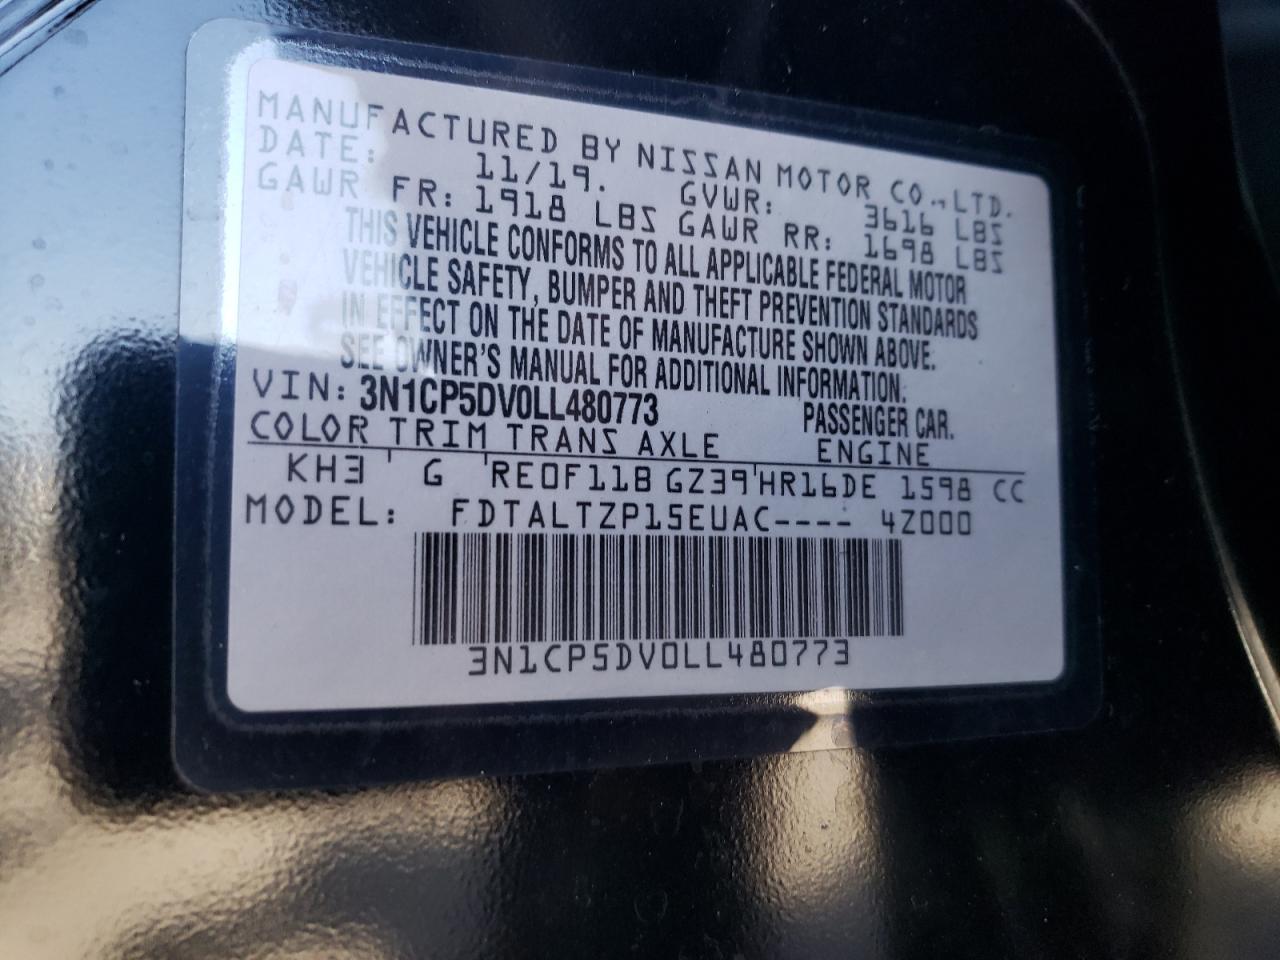 MANUFACTURED BY NISSAN MOTOR CO.,LTD.
DATE: 11/19. GVWR: 3616 LBS
GAWR FR: 1918 LBS GAWR RR: 1698 LBS
THIS VEHICLE CONFORMS TO ALL APPLICABLE FEDERAL MOTOR
VEHICLE SAFETY, BUMPER AND THEFT PREVENTION STANDARDS
IN EFFECT ON THE DATE OF MANUFACTURE SHOWN ABOVE.
SEE OWNER'S MANUAL FOR ADDITIONAL INFORMATION.
VIN: 3N1CP5DV0LL480773 PASSENGER CAR.
COLOR TRIM TRANS AXLE ENGINE
KH3 G RE0F11B GZ39 HR16DE 1598 CC
MODEL: FDTALTZP15EUAC---- 4Z000
3N1CP5DV0LL480773